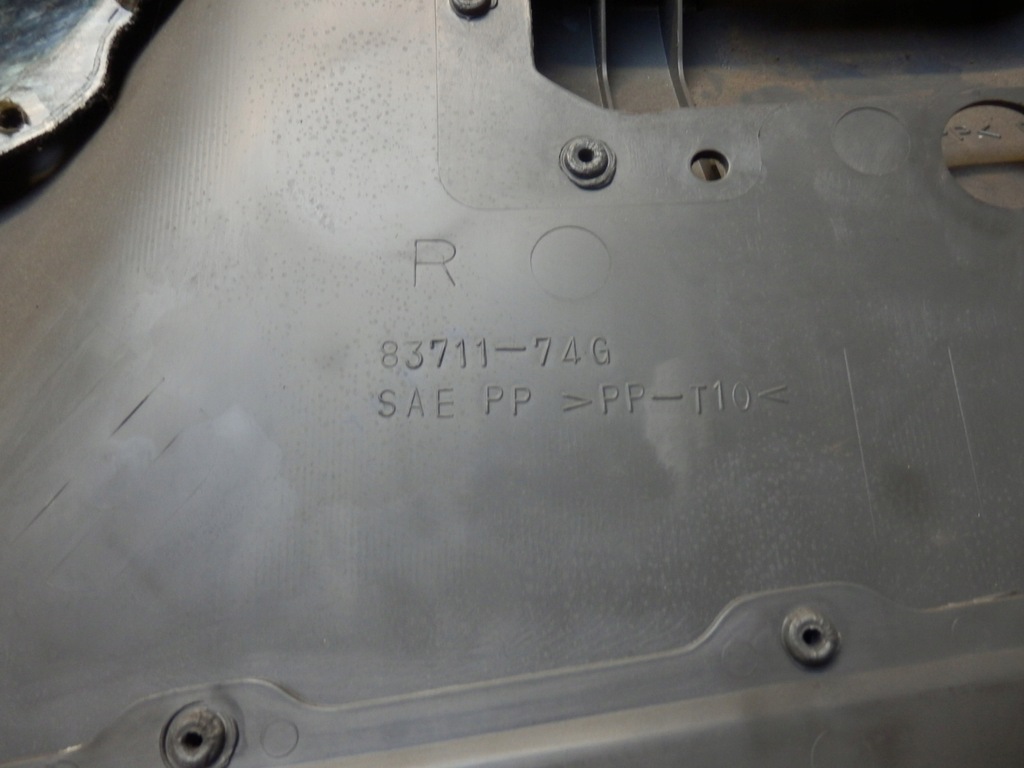 R
83711-74G
SAE PP >PP-T10<